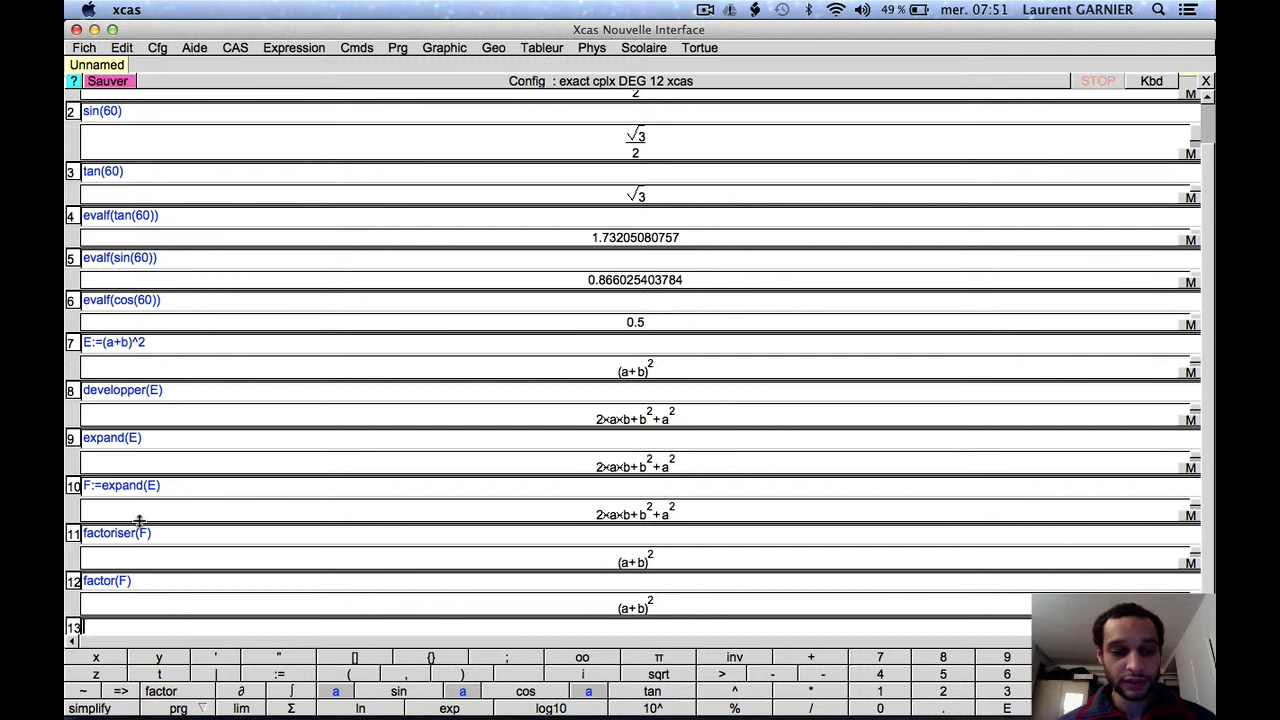 xcas
49 %
mer. 07:51
Laurent GARNIER
Xcas Nouvelle Interface
Fich Edit Cfg Aide CAS Expression Cmds Prg Graphic Geo Tableur Phys Scolaire Tortue
Unnamed
? Sauver Config : exact cplx DEG 12 xcas STOP Kbd X
2 M
2 sin(60)
√3
2 M
3 tan(60)
√3 M
4 evalf(tan(60))
1.73205080757 M
5 evalf(sin(60))
0.866025403784 M
6 evalf(cos(60))
0.5 M
7 E:=(a+b)^2
(a+b)² M
8 developper(E)
2×a×b+b²+a² M
9 expand(E)
2×a×b+b²+a² M
10 F:=expand(E)
2×a×b+b²+a² M
11 factoriser(F)
(a+b)² M
12 factor(F)
(a+b)²
13
x y ' " [] {} ; oo π inv + 7 8 9
z t := ( , ) i sqrt > - - 4 5 6
~ => factor ∂ ∫ a sin a cos a tan ^ * 1 2 3
simplify prg lim Σ ln exp log10 10^ % / 0 . E